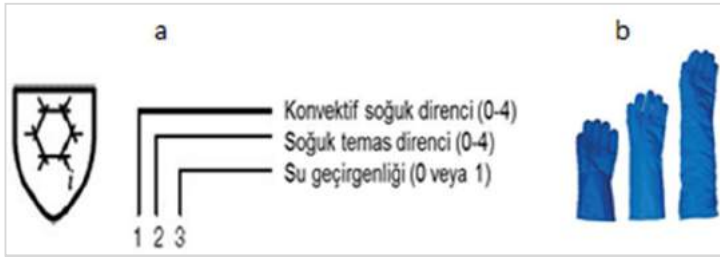 a
b
Konvektif soğuk direnci (0-4)
Soğuk temas direnci (0-4)
Su geçirgenliği (0 veya 1)
i
1 2 3